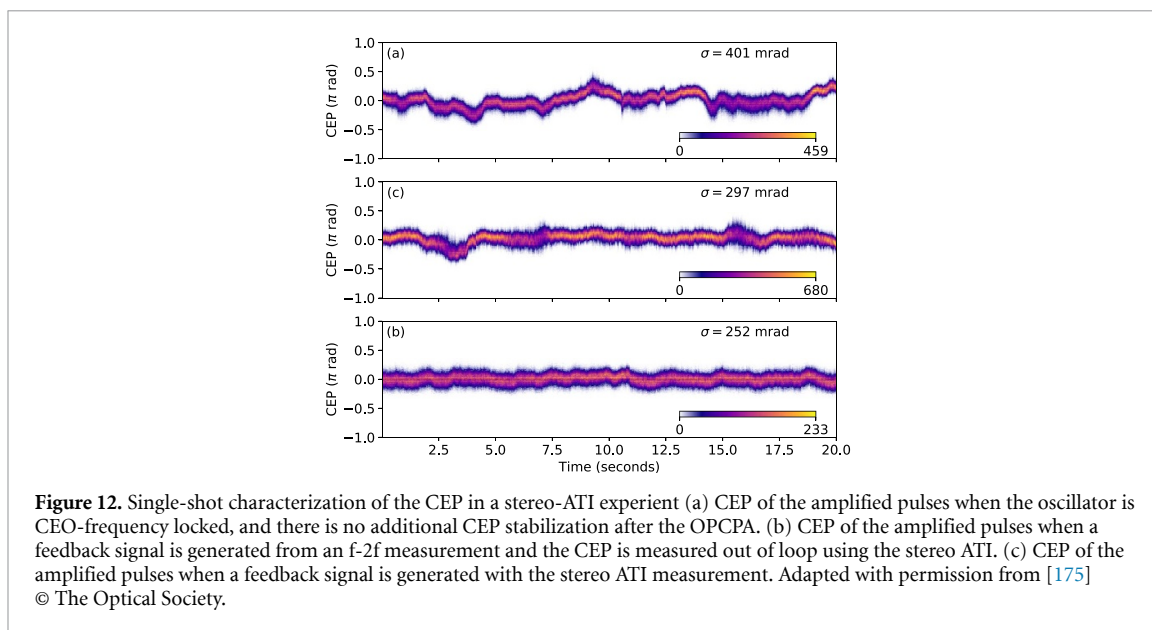 (a)
σ = 401 mrad
1.0
0.5
0.0
−0.5
−1.0
CEP (π rad)
0 459
(c)
σ = 297 mrad
1.0
0.5
0.0
−0.5
−1.0
CEP (π rad)
0 680
(b)
σ = 252 mrad
1.0
0.5
0.0
−0.5
−1.0
CEP (π rad)
0 233
2.5 5.0 7.5 10.0 12.5 15.0 17.5 20.0
Time (seconds)
Figure 12. Single-shot characterization of the CEP in a stereo-ATI experient (a) CEP of the amplified pulses when the oscillator is
CEO-frequency locked, and there is no additional CEP stabilization after the OPCPA. (b) CEP of the amplified pulses when a
feedback signal is generated from an f-2f measurement and the CEP is measured out of loop using the stereo ATI. (c) CEP of the
amplified pulses when a feedback signal is generated with the stereo ATI measurement. Adapted with permission from [175]
© The Optical Society.